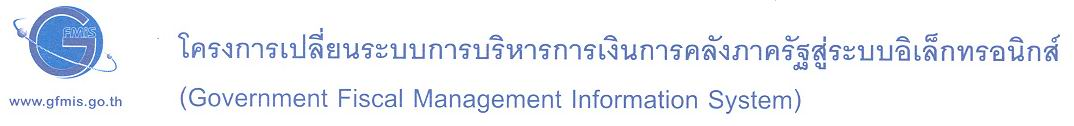 GFMIS
โครงการเปลี่ยนระบบการบริหารการเงินการคลังภาครัฐสู่ระบบอิเล็กทรอนิกส์
www.gfmis.go.th
(Government Fiscal Management Information System)